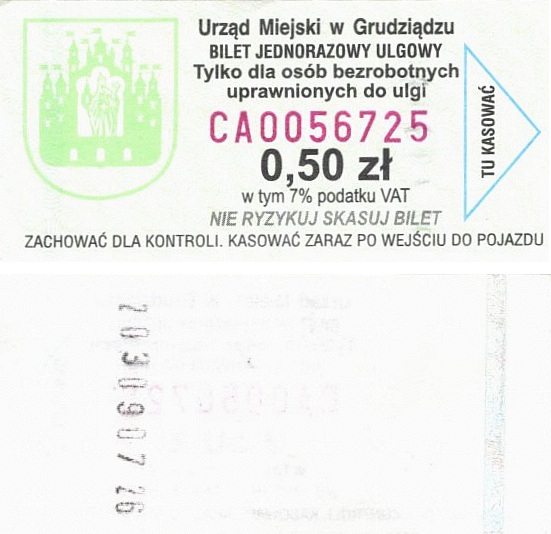 Urząd Miejski w Grudziądzu
BILET JEDNORAZOWY ULGOWY
Tylko dla osób bezrobotnych
uprawnionych do ulgi
CA0056725
0,50 zł
w tym 7% podatku VAT
NIE RYZYKUJ SKASUJ BILET
TU KASOWAĆ
ZACHOWAĆ DLA KONTROLI. KASOWAĆ ZARAZ PO WEJŚCIU DO POJAZDU